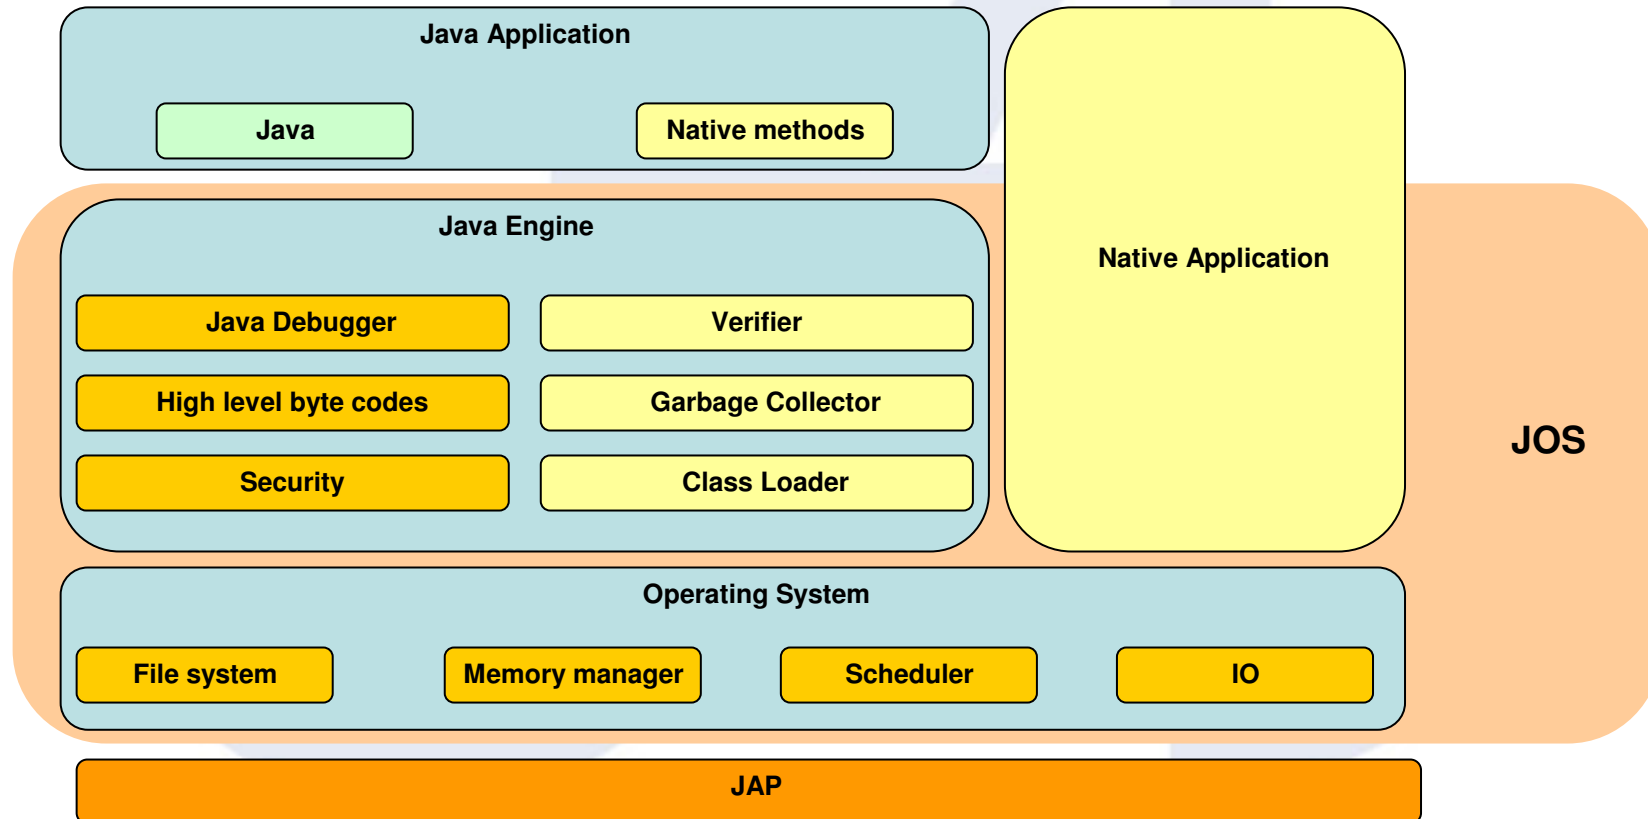 Java Application
Java
Native methods
Java Engine
Native Application
Java Debugger
Verifier
High level byte codes
Garbage Collector
JOS
Security
Class Loader
Operating System
File system
Memory manager
Scheduler
IO
JAP